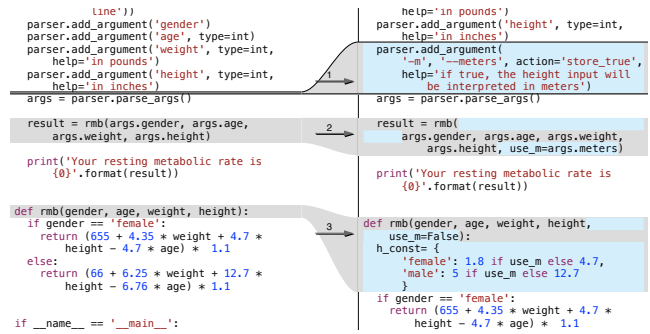 line'))
parser.add_argument('gender')
parser.add_argument('age', type=int)
parser.add_argument('weight', type=int,
help='in pounds')
parser.add_argument('height', type=int,
help='in inches')
args = parser.parse_args()
result = rmb(args.gender, args.age,
args.weight, args.height)
print('Your resting metabolic rate is
{0}'.format(result))
def rmb(gender, age, weight, height):
if gender == 'female':
return (655 + 4.35 * weight + 4.7 *
height - 4.7 * age) * 1.1
else:
return (66 + 6.25 * weight + 12.7 *
height - 6.76 * age) * 1.1
if __name__ == '__main__':
1
2
3
help='in pounds')
parser.add_argument('height', type=int,
help='in inches')
parser.add_argument(
'-m', '--meters', action='store_true',
help='if true, the height input will
be interpreted in meters')
args = parser.parse_args()
result = rmb(
args.gender, args.age, args.weight,
args.height, use_m=args.meters)
print('Your resting metabolic rate is
{0}'.format(result))
def rmb(gender, age, weight, height,
use_m=False):
h_const= {
'female': 1.8 if use_m else 4.7,
'male': 5 if use_m else 12.7
}
if gender == 'female':
return (655 + 4.35 * weight + 4.7 *
height - 4.7 * age) * 1.1